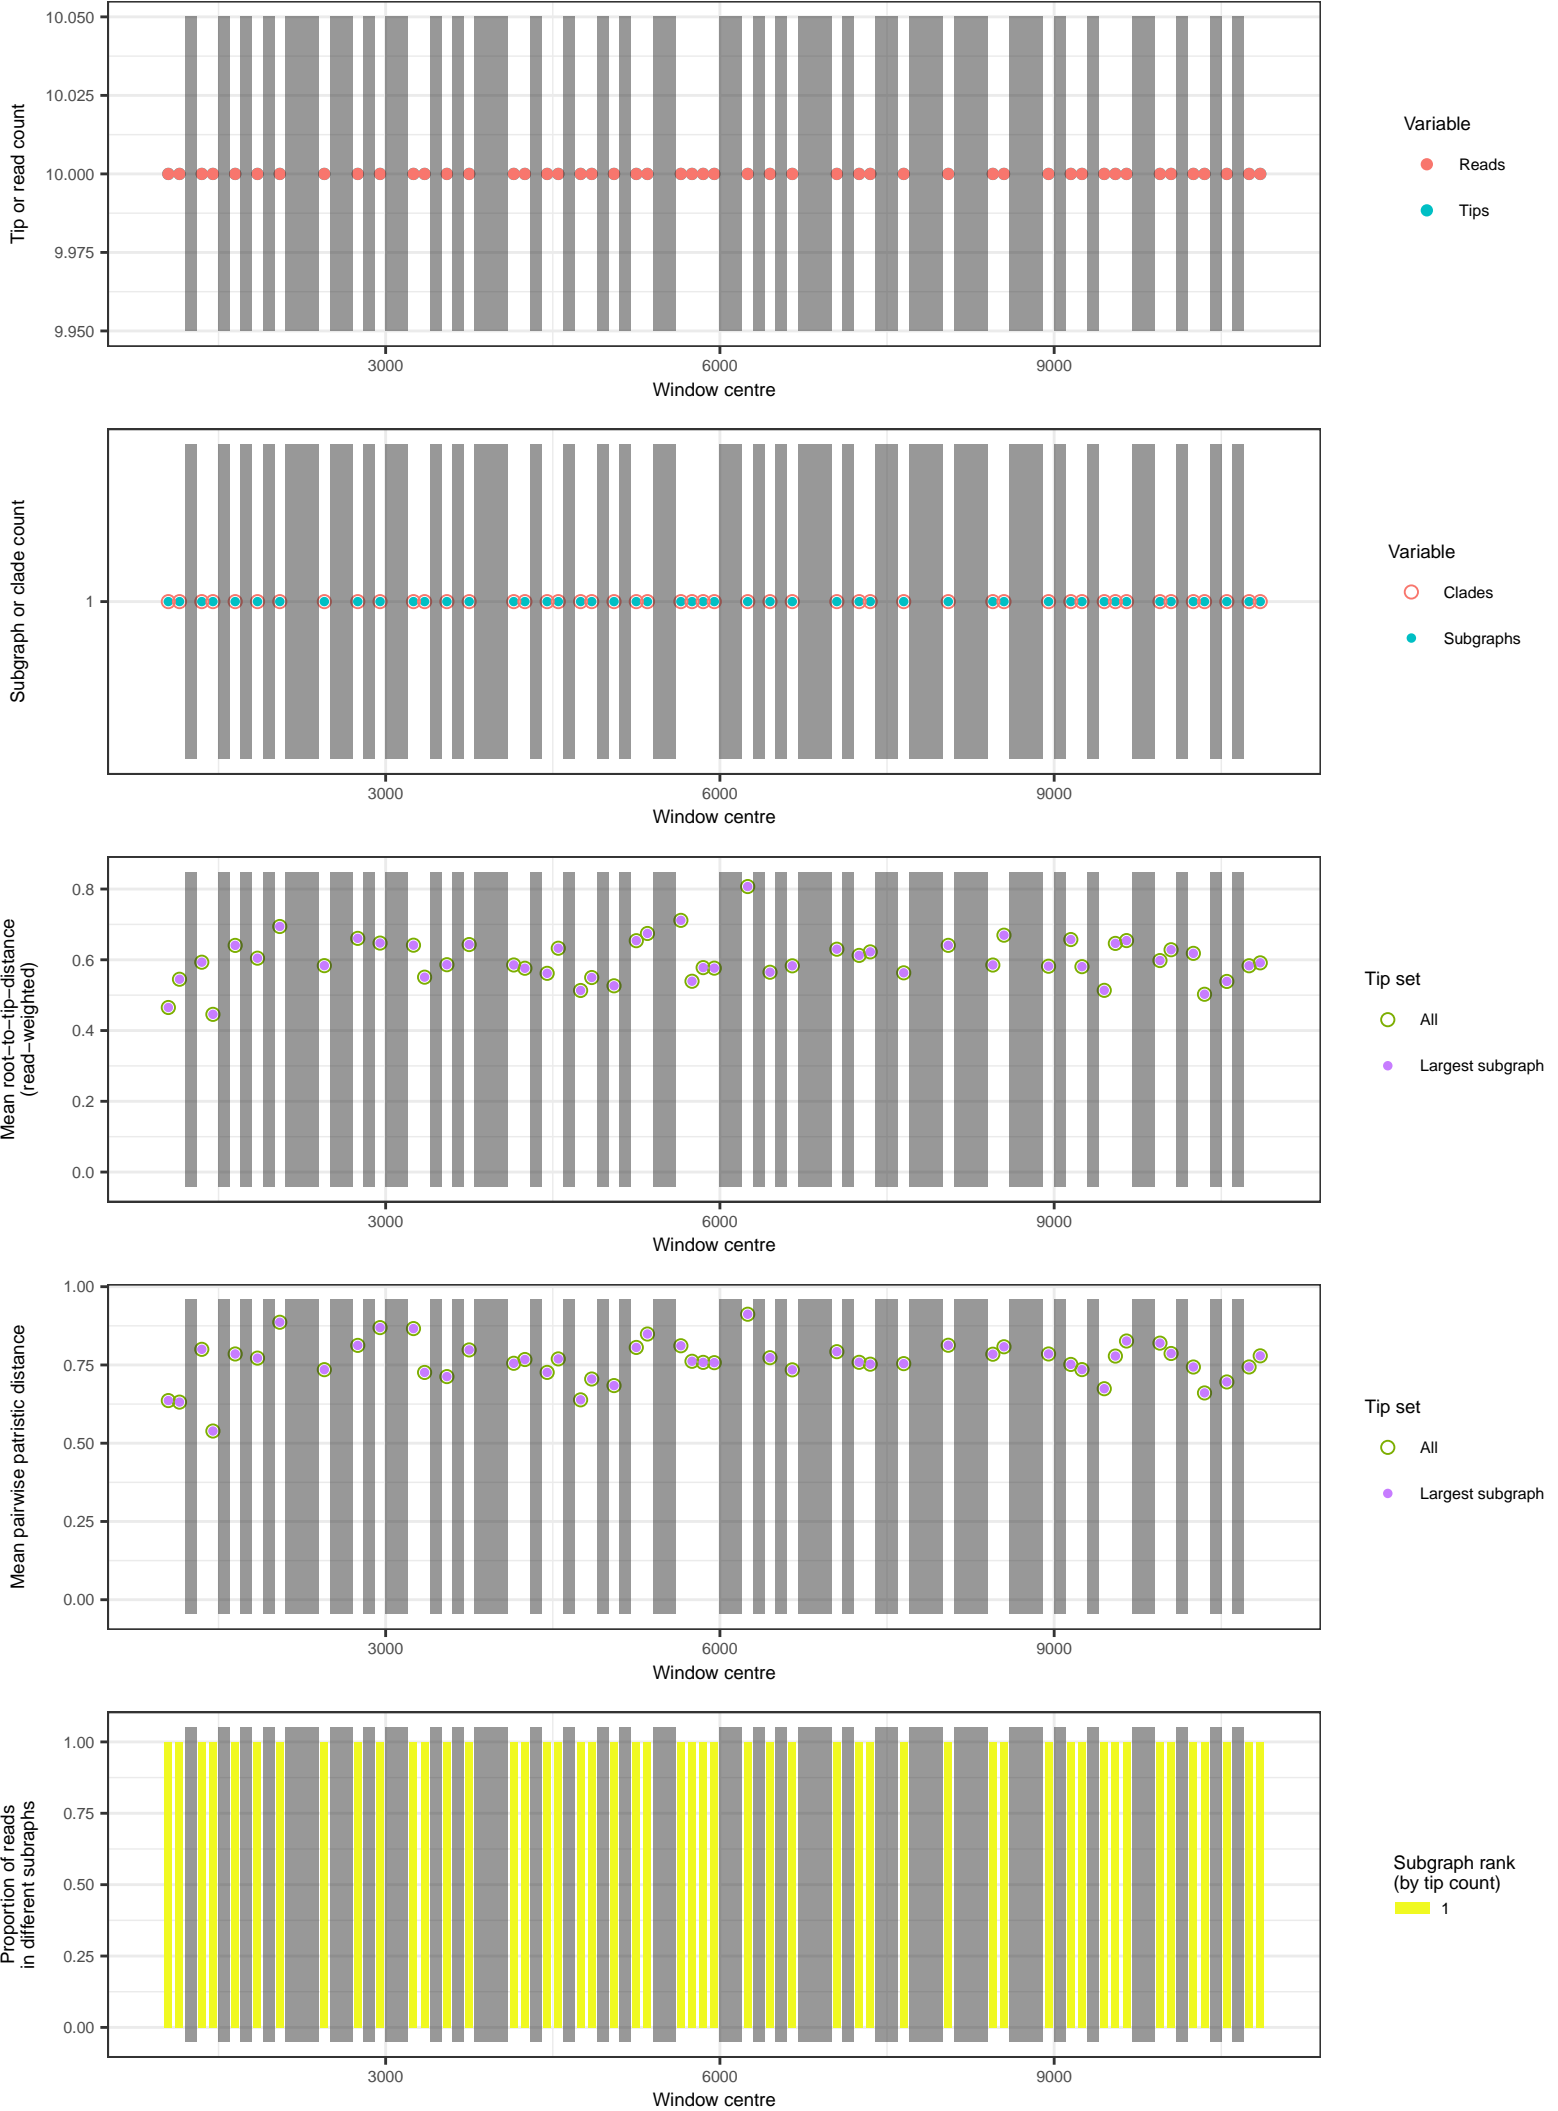 10.050
10.025
10.000
9.975
9.950
Tip or read count
3000
6000
9000
Window centre
Variable
Reads
Tips
1
Subgraph or clade count
3000
6000
9000
Window centre
Variable
Clades
Subgraphs
0.8
0.6
0.4
0.2
0.0
Mean root−to−tip−distance
(read−weighted)
3000
6000
9000
Window centre
Tip set
All
Largest subgraph
1.00
0.75
0.50
0.25
0.00
Mean pairwise patristic distance
3000
6000
9000
Window centre
Tip set
All
Largest subgraph
1.00
0.75
0.50
0.25
0.00
Proportion of reads
in different subraphs
3000
6000
9000
Window centre
Subgraph rank
(by tip count)
1